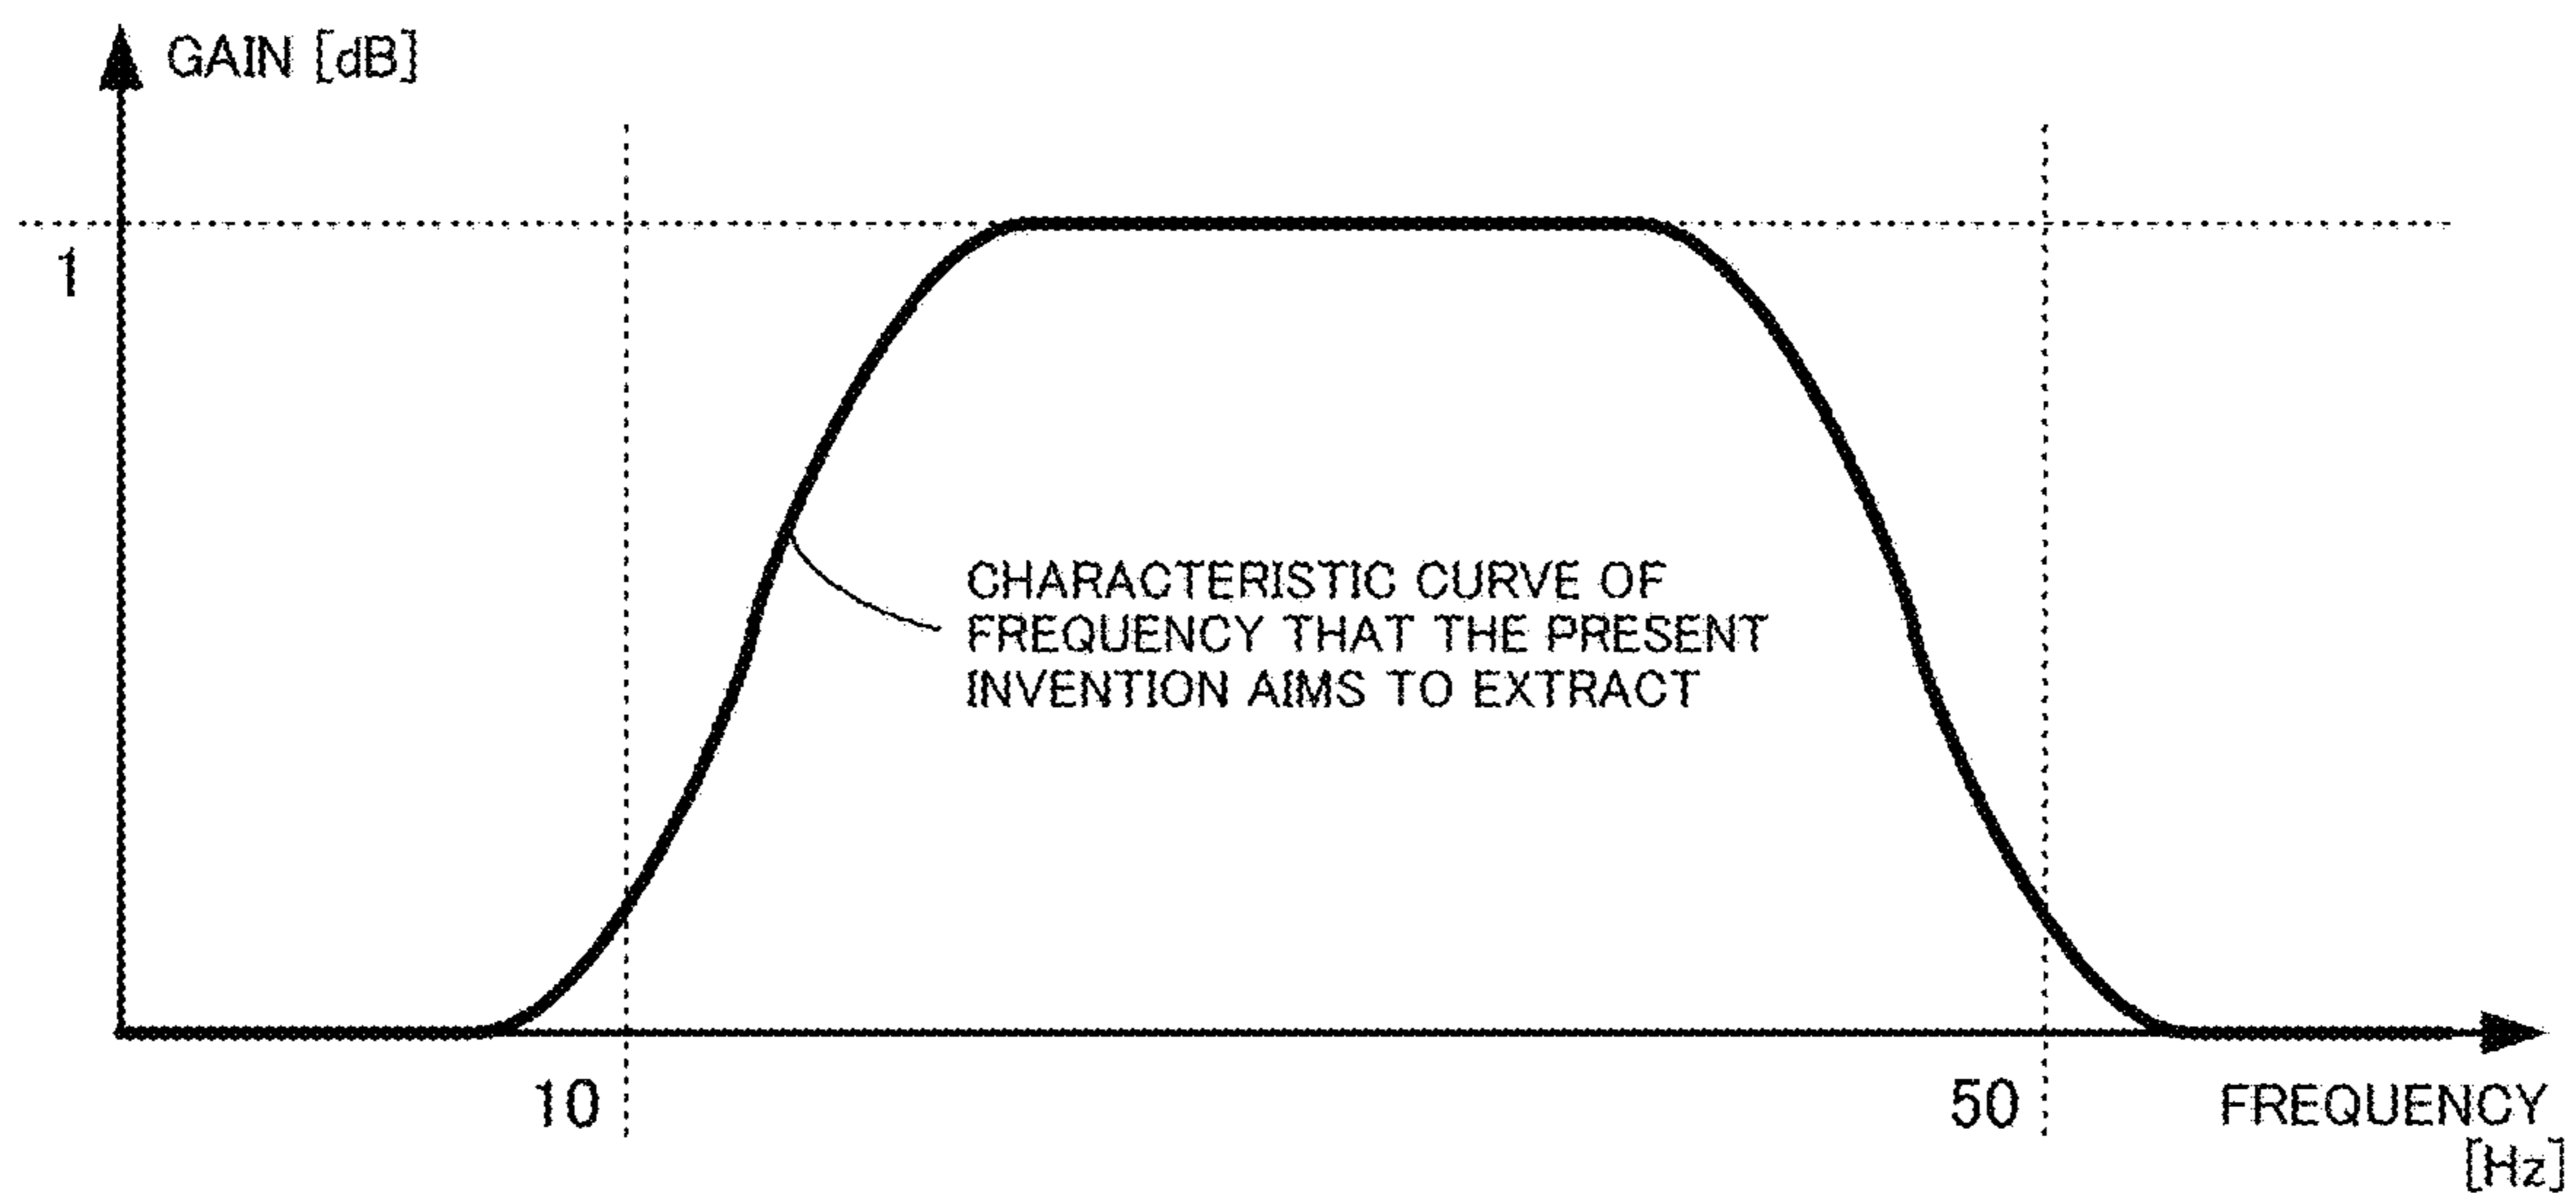 GAIN [dB]
1
CHARACTERISTIC CURVE OF
FREQUENCY THAT THE PRESENT
INVENTION AIMS TO EXTRACT
10
50
FREQUENCY
[Hz]